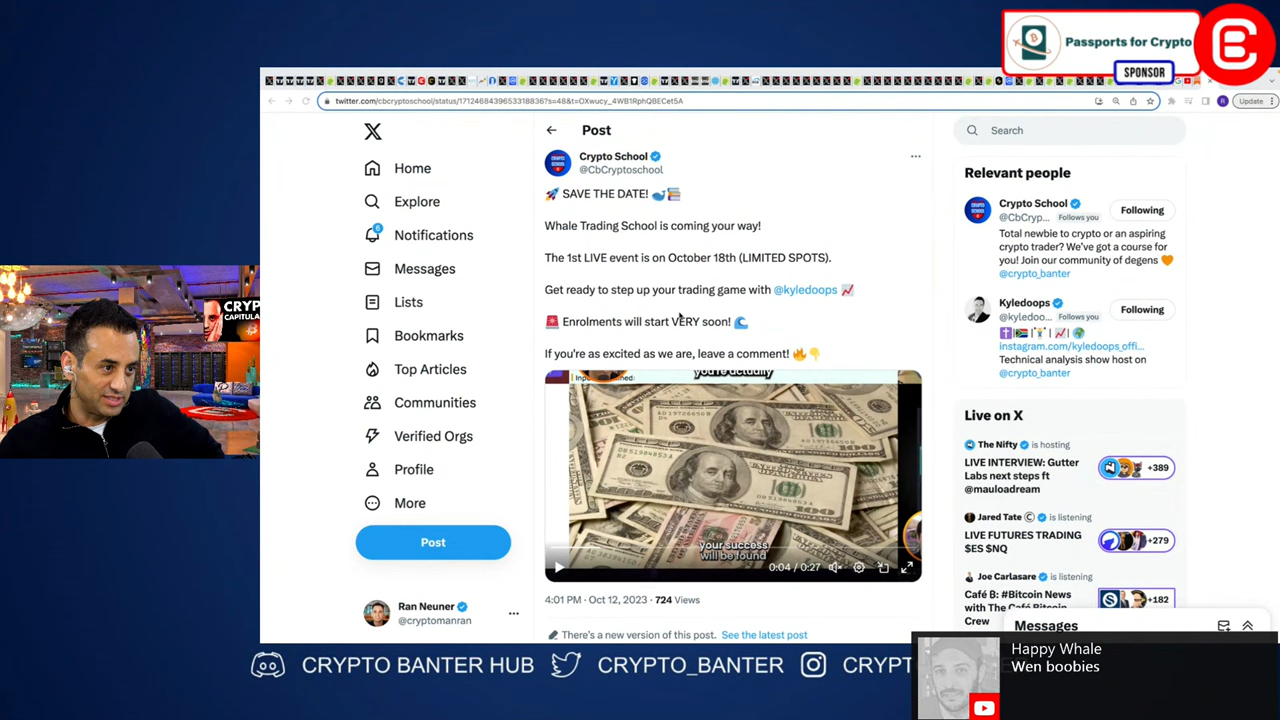 Passports for Crypto
SPONSOR
twitter.com/cbcryptoschool/status/1712468439653318836?s=48&t=OXwucy_4WB1RphQBECet5A
Update
Home
Explore
6
Notifications
Messages
Lists
Bookmarks
Top Articles
Communities
Verified Orgs
Profile
More
Post
Ran Neuner
@cryptomanran
Post
Crypto School
@CbCryptoschool
🚀 SAVE THE DATE! 🐳📚
Whale Trading School is coming your way!
The 1st LIVE event is on October 18th (LIMITED SPOTS).
Get ready to step up your trading game with @kyledoops 📈
🚨 Enrolments will start VERY soon! 🌊
If you're as excited as we are, leave a comment! 🔥👇
you're actually
your success
will be found
0:04 / 0:27
4:01 PM · Oct 12, 2023 · 724 Views
There's a new version of this post. See the latest post
Search
Relevant people
Crypto School
@CbCryp... Follows you
Following
Total newbie to crypto or an aspiring
crypto trader? We've got a course for
you! Join our community of degens 🧡
@crypto_banter
Kyledoops
@kyledoo... Follows you
Following
instagram.com/kyledoops_offi...
Technical analysis show host on
@crypto_banter
Live on X
The Nifty is hosting
LIVE INTERVIEW: Gutter
Labs next steps ft
@mauloadream
+389
Jared Tate Ⓒ is listening
LIVE FUTURES TRADING
$ES $NQ
+279
Joe Carlasare is listening
Café B: #Bitcoin News
with The Café Bitcoin
Crew
+182
Messages
CRYPTO BANTER HUB
CRYPTO_BANTER
CRYPT
Happy Whale
Wen boobies